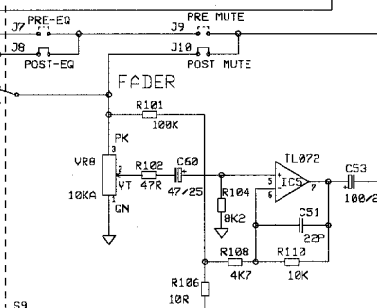 PRE-EQ
PRE MUTE
J7
J9
J8
J10
POST-EQ
POST MUTE
FADER
R101
100K
PK
TL072
3
VR8
R102
C60
C53
2
5
+
IC5
7
R104
6
-
10KA
VT
47R
47/25
100/2
1
8K2
C51
GN
22P
R108
R110
4K7
10K
R106
10R
S9